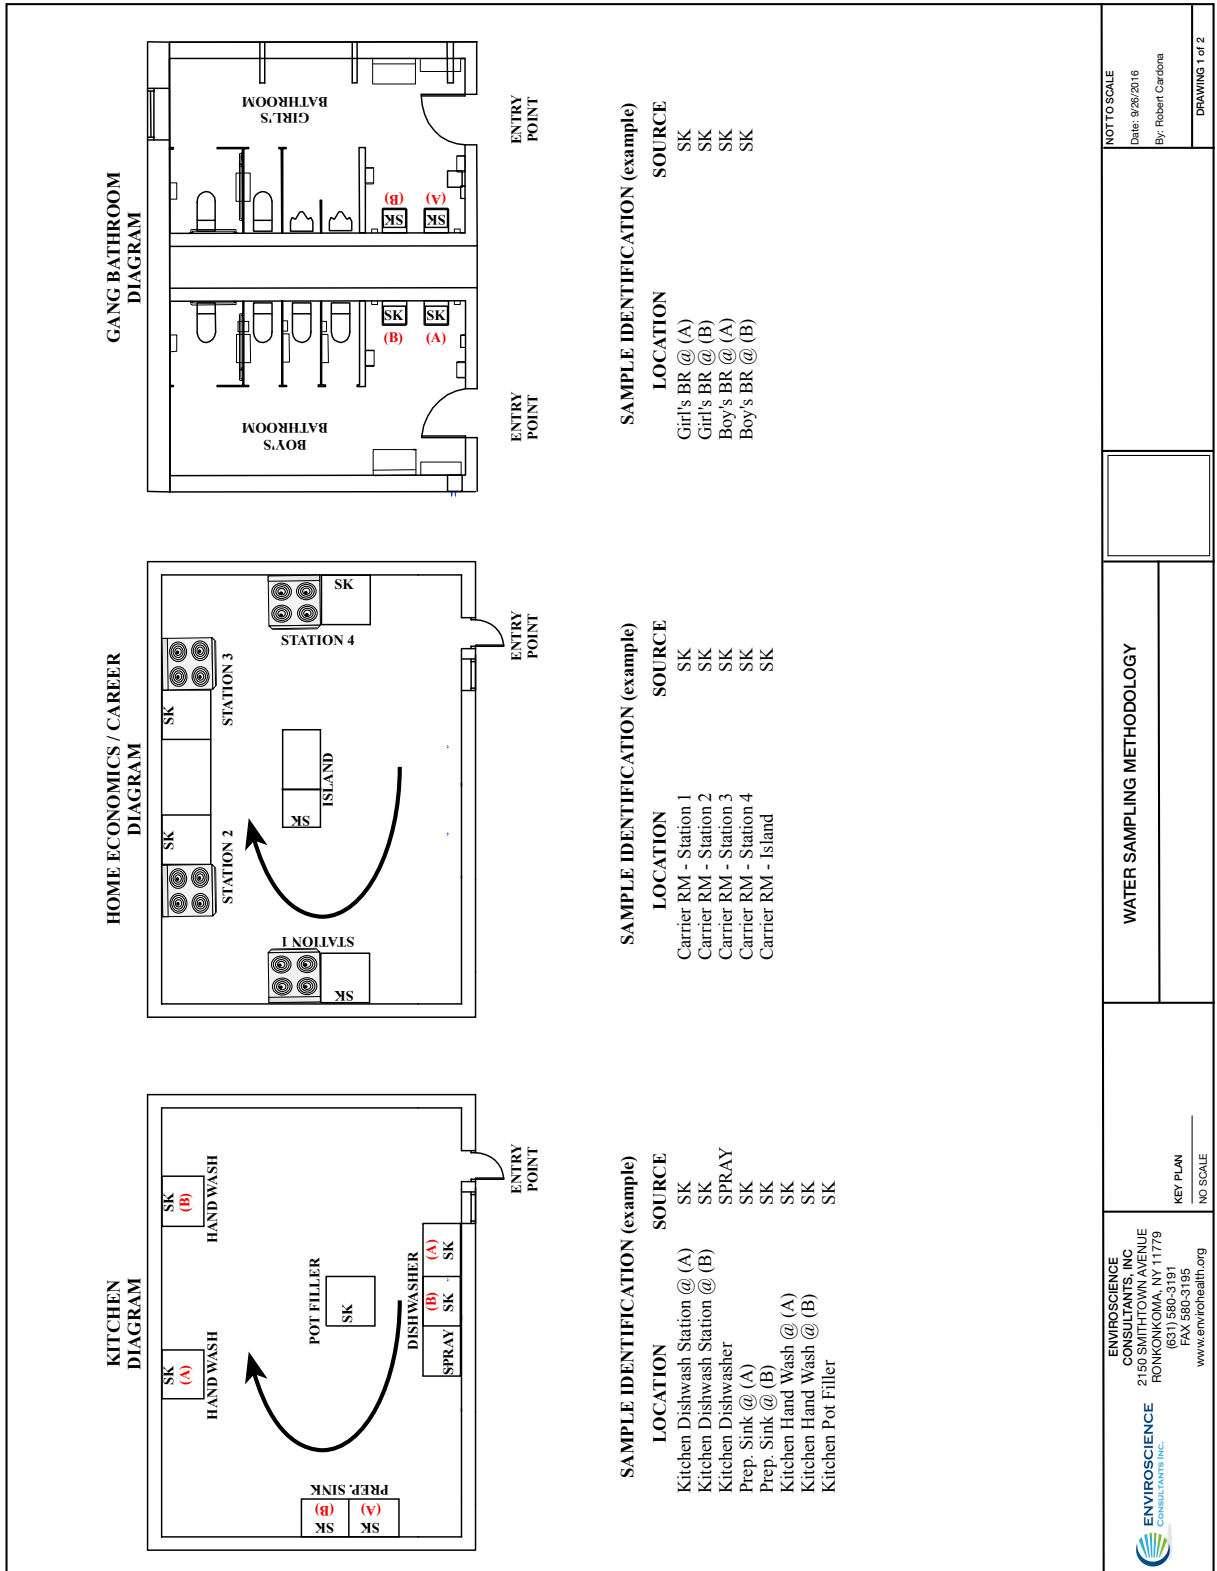 KITCHEN
DIAGRAM
SK
(A)
HAND WASH
SK
(B)
HAND WASH
POT FILLER
SK
DISHWASHER
SPRAY
(B)
SK
(A)
SK
PREP. SINK
(B)
SK
(A)
SK
ENTRY
POINT
SAMPLE IDENTIFICATION (example)
LOCATION SOURCE
Kitchen Dishwash Station @ (A) SK
Kitchen Dishwash Station @ (B) SK
Kitchen Dishwasher SPRAY
Prep. Sink @ (A) SK
Prep. Sink @ (B) SK
Kitchen Hand Wash @ (A) SK
Kitchen Hand Wash @ (B) SK
Kitchen Pot Filler SK
HOME ECONOMICS / CAREER
DIAGRAM
SK
STATION 2
SK
STATION 3
STATION 1
SK
SK
ISLAND
SK
STATION 4
ENTRY
POINT
SAMPLE IDENTIFICATION (example)
LOCATION SOURCE
Carrier RM - Station 1 SK
Carrier RM - Station 2 SK
Carrier RM - Station 3 SK
Carrier RM - Station 4 SK
Carrier RM - Island SK
GANG BATHROOM
DIAGRAM
BOY'S
BATHROOM
SK
(B)
SK
(A)
GIRL'S
BATHROOM
(B)
SK
(A)
SK
ENTRY
POINT
ENTRY
POINT
SAMPLE IDENTIFICATION (example)
LOCATION SOURCE
Girl's BR @ (A) SK
Girl's BR @ (B) SK
Boy's BR @ (A) SK
Boy's BR @ (B) SK
ENVIROSCIENCE
CONSULTANTS INC.
ENVIROSCIENCE
CONSULTANTS, INC
2150 SMITHTOWN AVENUE
RONKONKOMA, NY 11779
(631) 580-3191
FAX 580-3195
www.envirohealth.org
KEY PLAN
NO SCALE
WATER SAMPLING METHODOLOGY
NOT TO SCALE
Date: 9/26/2016
By: Robert Cardona
DRAWING 1 of 2